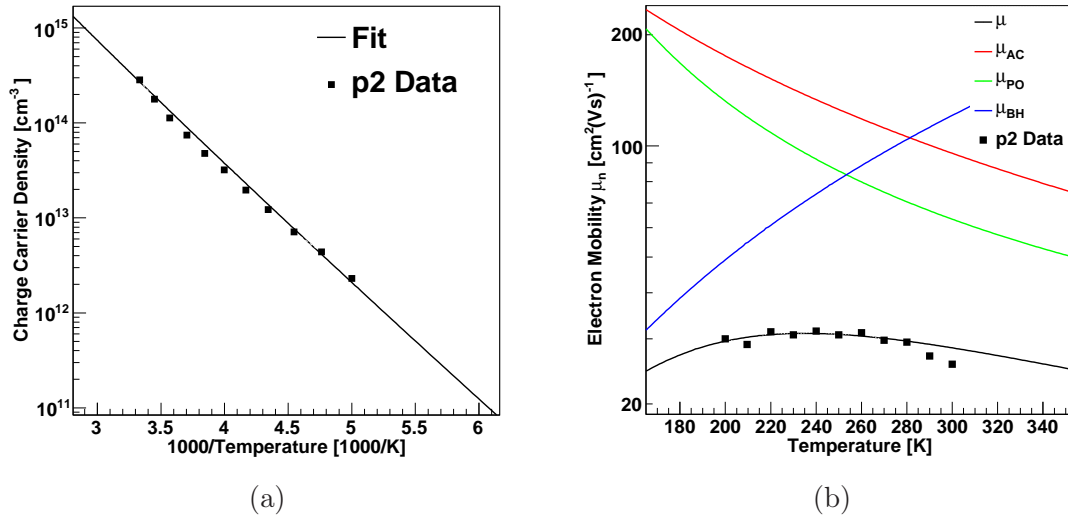 10^15
10^14
10^13
10^12
10^11
Charge Carrier Density [cm^-3 ]
Fit
p2 Data
3 3.5 4 4.5 5 5.5 6
1000/Temperature [1000/K]
(a)
200
100
20
Electron Mobility μ_n [cm^2(Vs)^-1]
μ
μ_AC
μ_PO
μ_BH
p2 Data
180 200 220 240 260 280 300 320 340
Temperature [K]
(b)